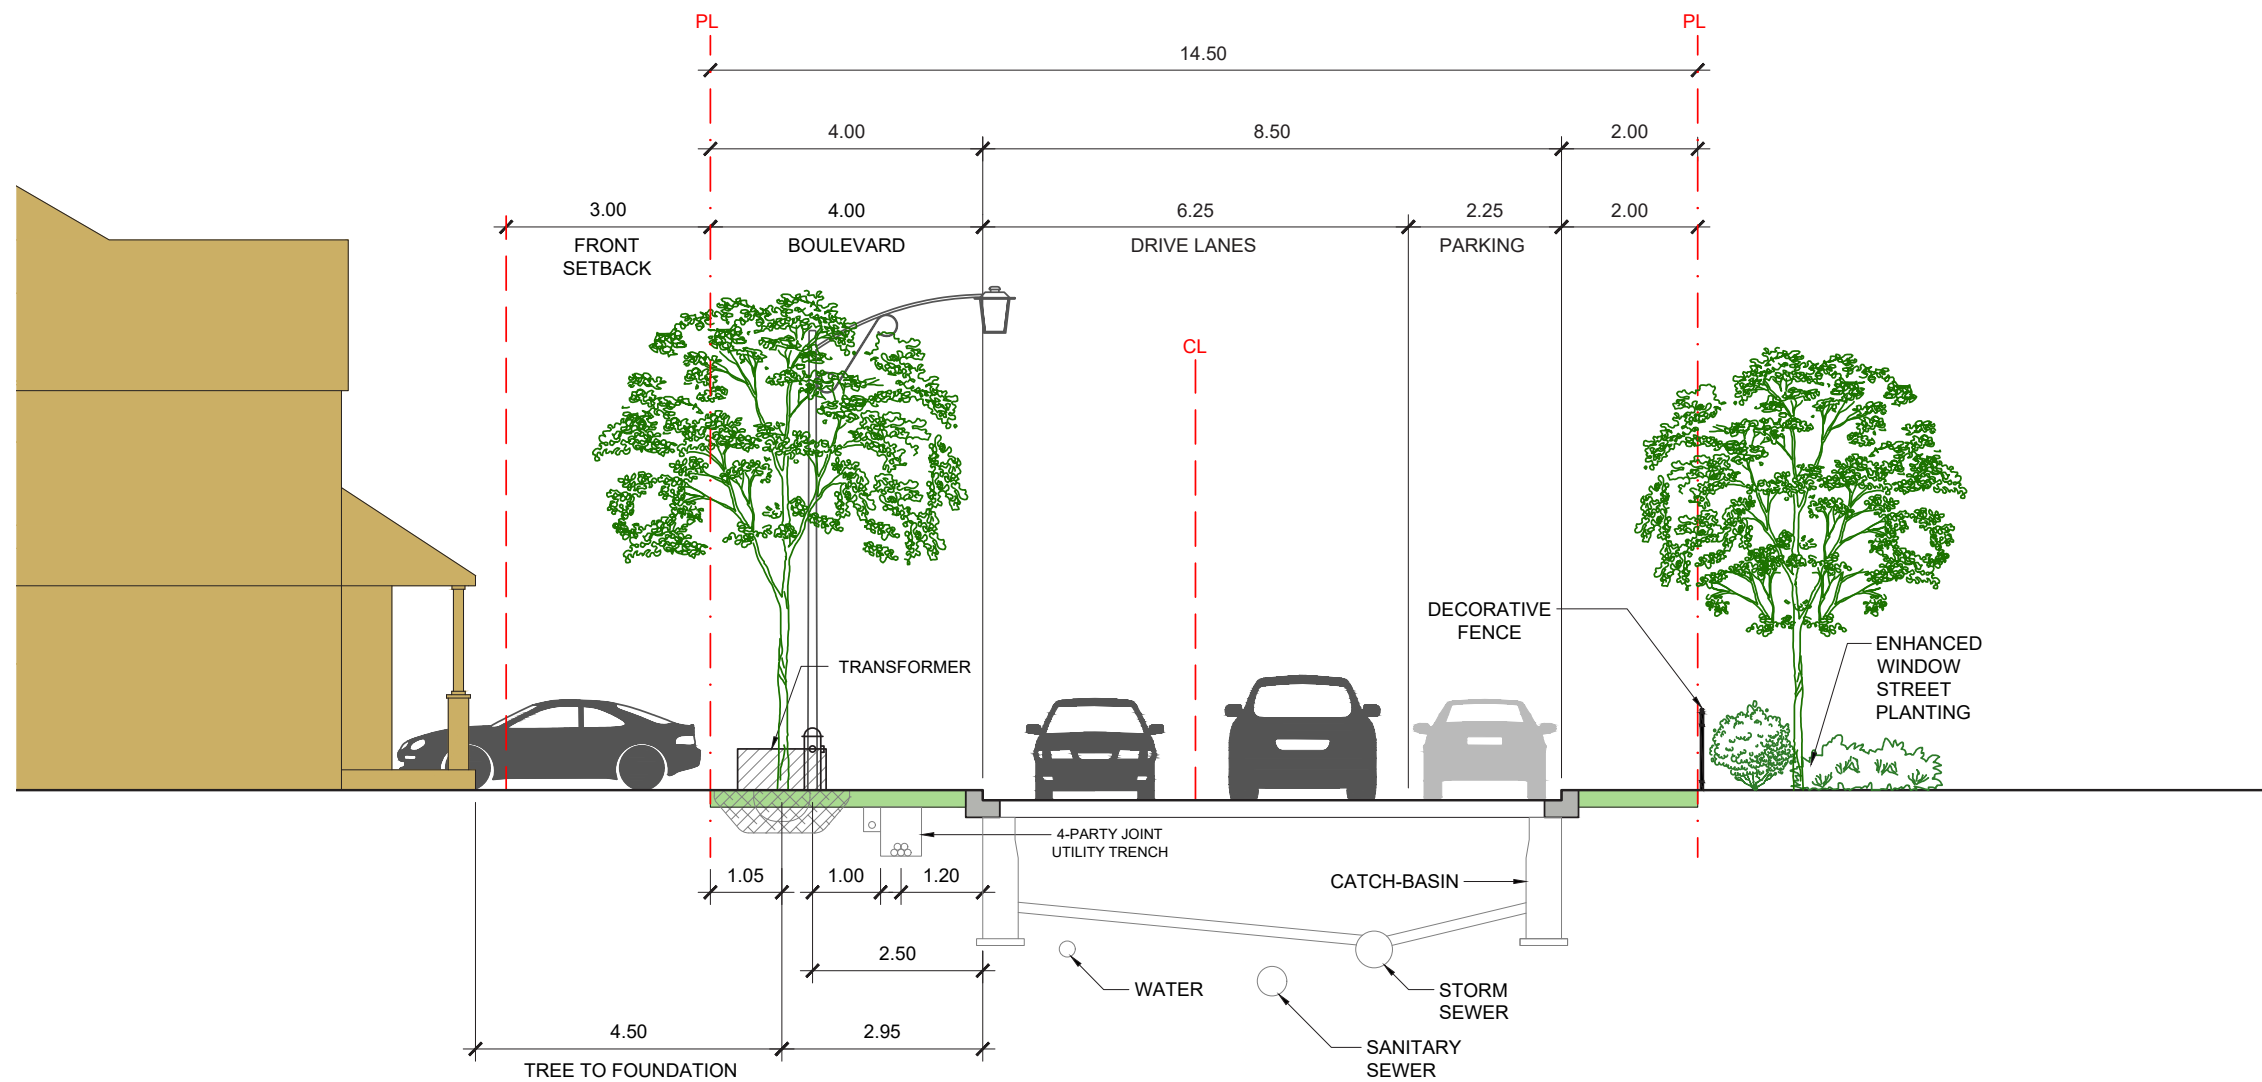 PL
PL
14.50
4.00
8.50
2.00
3.00
4.00
6.25
2.25
2.00
FRONT
SETBACK
BOULEVARD
DRIVE LANES
PARKING
CL
DECORATIVE
FENCE
ENHANCED
WINDOW
STREET
PLANTING
TRANSFORMER
4-PARTY JOINT
UTILITY TRENCH
1.05
1.00
1.20
CATCH-BASIN
2.50
WATER
STORM
SEWER
4.50
2.95
SANITARY
SEWER
TREE TO FOUNDATION